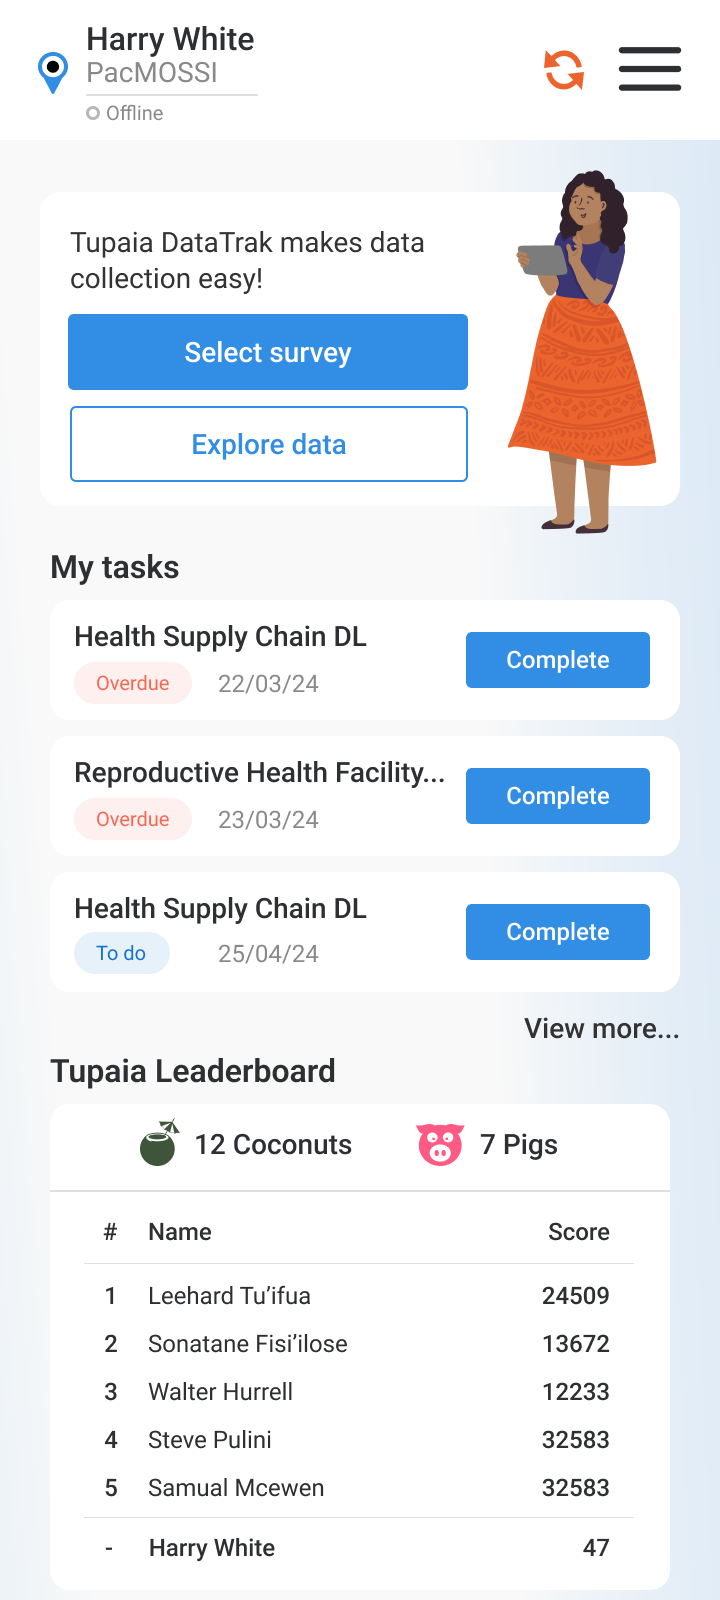 Harry White
PacMOSSI
Offline
Tupaia DataTrak makes data
collection easy!
Select survey
Explore data
My tasks
Health Supply Chain DL
Overdue 22/03/24
Complete
Reproductive Health Facility...
Overdue 23/03/24
Complete
Health Supply Chain DL
To do 25/04/24
Complete
View more...
Tupaia Leaderboard
12 Coconuts 7 Pigs
# Name Score
1 Leehard Tu’ifua 24509
2 Sonatane Fisi’ilose 13672
3 Walter Hurrell 12233
4 Steve Pulini 32583
5 Samual Mcewen 32583
- Harry White 47